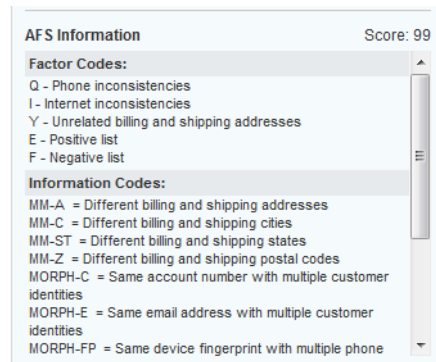 AFS Information Score: 99
Factor Codes:
Q - Phone inconsistencies
I - Internet inconsistencies
Y - Unrelated billing and shipping addresses
E - Positive list
F - Negative list
Information Codes:
MM-A = Different billing and shipping addresses
MM-C = Different billing and shipping cities
MM-ST = Different billing and shipping states
MM-Z = Different billing and shipping postal codes
MORPH-C = Same account number with multiple customer
identities
MORPH-E = Same email address with multiple customer
identities
MORPH-FP = Same device fingerprint with multiple phone